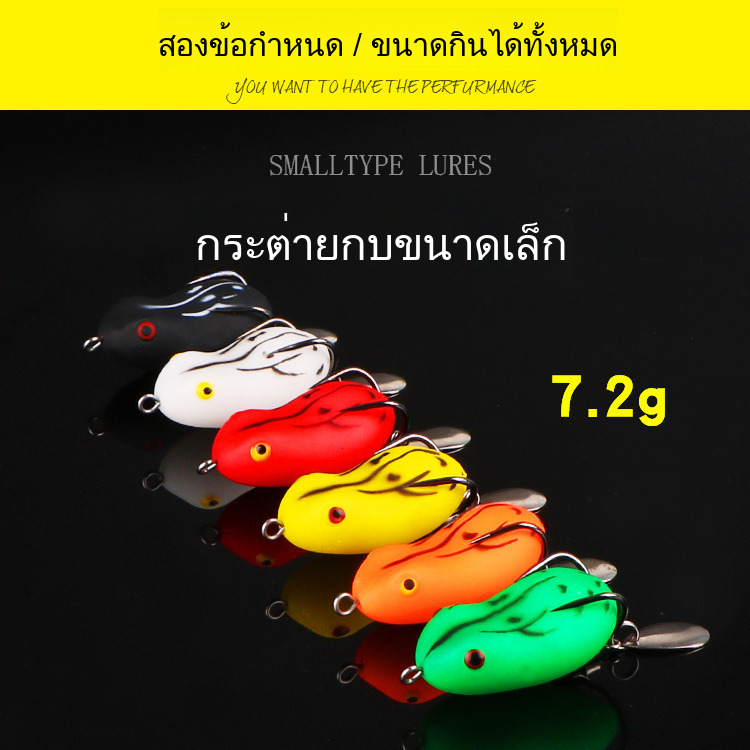 สองข้อกำหนด / ขนาดกินได้ทั้งหมด
YOU WANT TO HAVE THE PERFURMANCE
SMALLTYPE LURES
กระต่ายกบขนาดเล็ก
7.2g